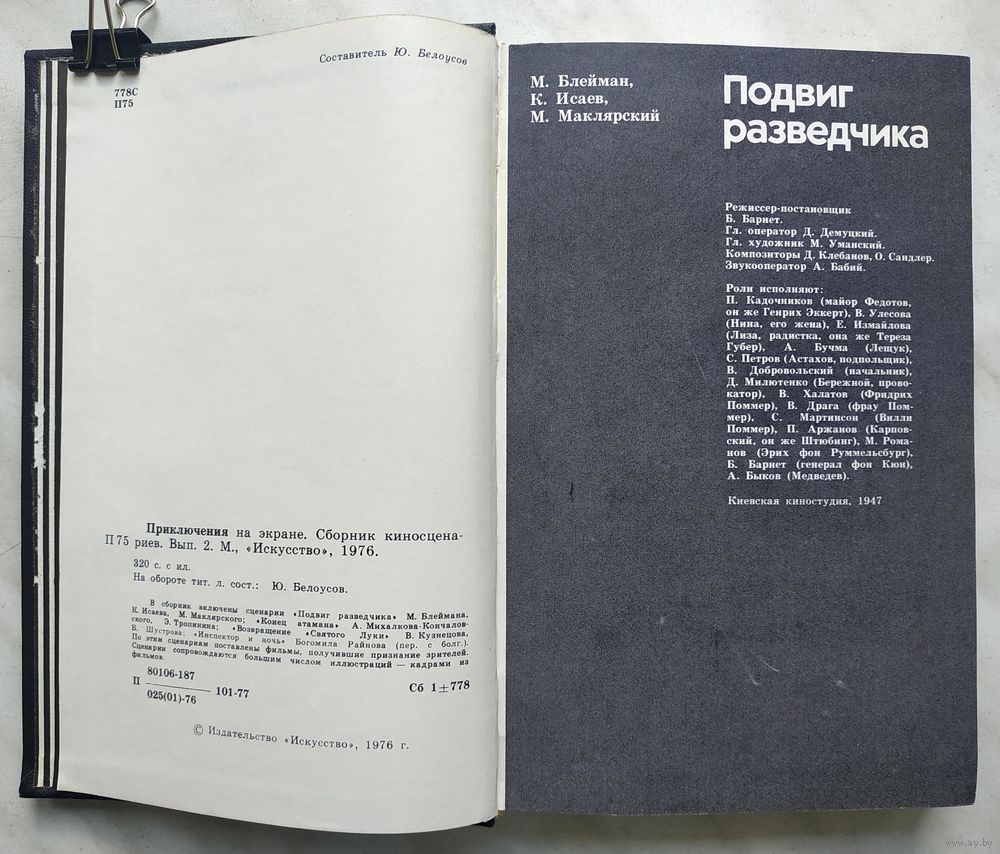 Составитель Ю. Белоусов
778С
П75
Приключения на экране. Сборник киносцена-
П 75 риев. Вып. 2. М., «Искусство», 1976.
320 с. с ил.
На обороте тит. л. сост.: Ю. Белоусов.
В сборник включены сценарии «Подвиг разведчика» М. Блеймана,
К. Исаева, М. Маклярского; «Конец атамана» А. Михалкова-Кончалов-
ского, Э. Тропинина; «Возвращение «Святого Луки» В. Кузнецова,
Б. Шустрова; «Инспектор и ночь» Богомила Райнова (пер. с болг.).
По этим сценариям поставлены фильмы, получившие признание зрителей.
Сценарии сопровождаются большим числом иллюстраций — кадрами из
фильмов.
80106-187
П 101-77
025(01)-76
Сб 1±778
© Издательство «Искусство», 1976 г.
М. Блейман,
К. Исаев,
М. Маклярский
Подвиг
разведчика
Режиссер-постановщик
Б. Барнет.
Гл. оператор Д. Демуцкий.
Гл. художник М. Уманский.
Композиторы Д. Клебанов, О. Сандлер.
Звукооператор А. Бабий.
Роли исполняют:
П. Кадочников (майор Федотов,
он же Генрих Эккерт), В. Улесова
(Нина, его жена), Е. Измайлова
(Лиза, радистка, она же Тереза
Губер), А. Бучма (Лещук),
С. Петров (Астахов, подпольщик),
В. Добровольский (начальник),
Д. Милютенко (Бережной, прово-
катор), В. Халатов (Фридрих
Поммер), В. Драга (фрау Пом-
мер), С. Мартинсон (Вилли
Поммер), П. Аржанов (Карпов-
ский, он же Штюбинг), М. Рома-
нов (Эрих фон Руммельсбург),
Б. Барнет (генерал фон Кюн),
А. Быков (Медведев).
Киевская киностудия, 1947
www.ay.by